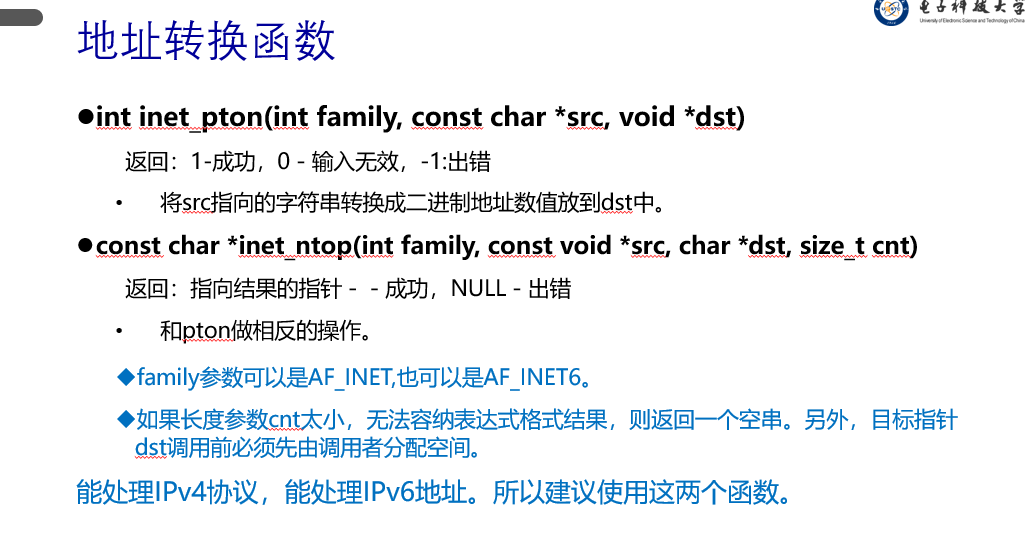 电子科技大学
University of Electronic Science and Technology of China
地址转换函数
●int inet_pton(int family, const char *src, void *dst)
返回：1-成功，0 - 输入无效，-1:出错
• 将src指向的字符串转换成二进制地址数值放到dst中。
●const char *inet_ntop(int family, const void *src, char *dst, size_t cnt)
返回：指向结果的指针 - - 成功，NULL - 出错
• 和pton做相反的操作。
◆family参数可以是AF_INET,也可以是AF_INET6。
◆如果长度参数cnt太小，无法容纳表达式格式结果，则返回一个空串。另外，目标指针
dst调用前必须先由调用者分配空间。
能处理IPv4协议，能处理IPv6地址。所以建议使用这两个函数。